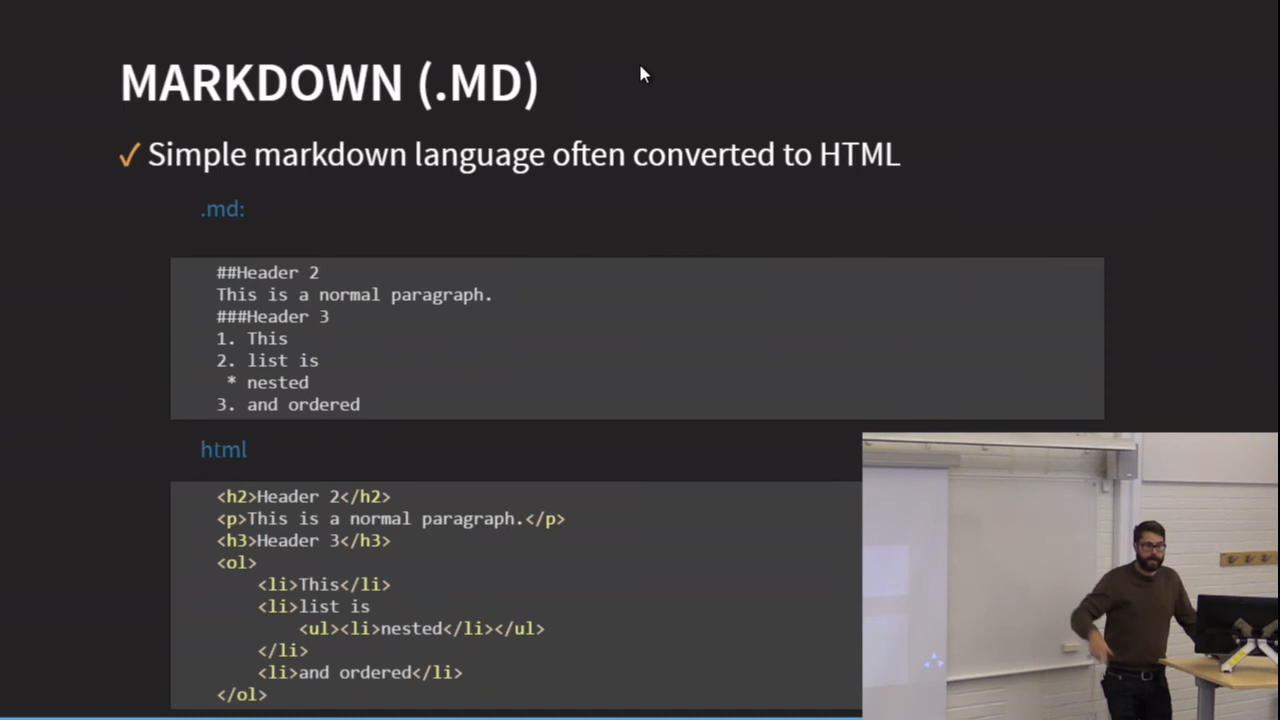 MARKDOWN (.MD)
✓ Simple markdown language often converted to HTML
.md:
##Header 2
This is a normal paragraph.
###Header 3
1. This
2. list is
 * nested
3. and ordered
html
<h2>Header 2</h2>
<p>This is a normal paragraph.</p>
<h3>Header 3</h3>
<ol>
    <li>This</li>
    <li>list is
        <ul><li>nested</li></ul>
    </li>
    <li>and ordered</li>
</ol>